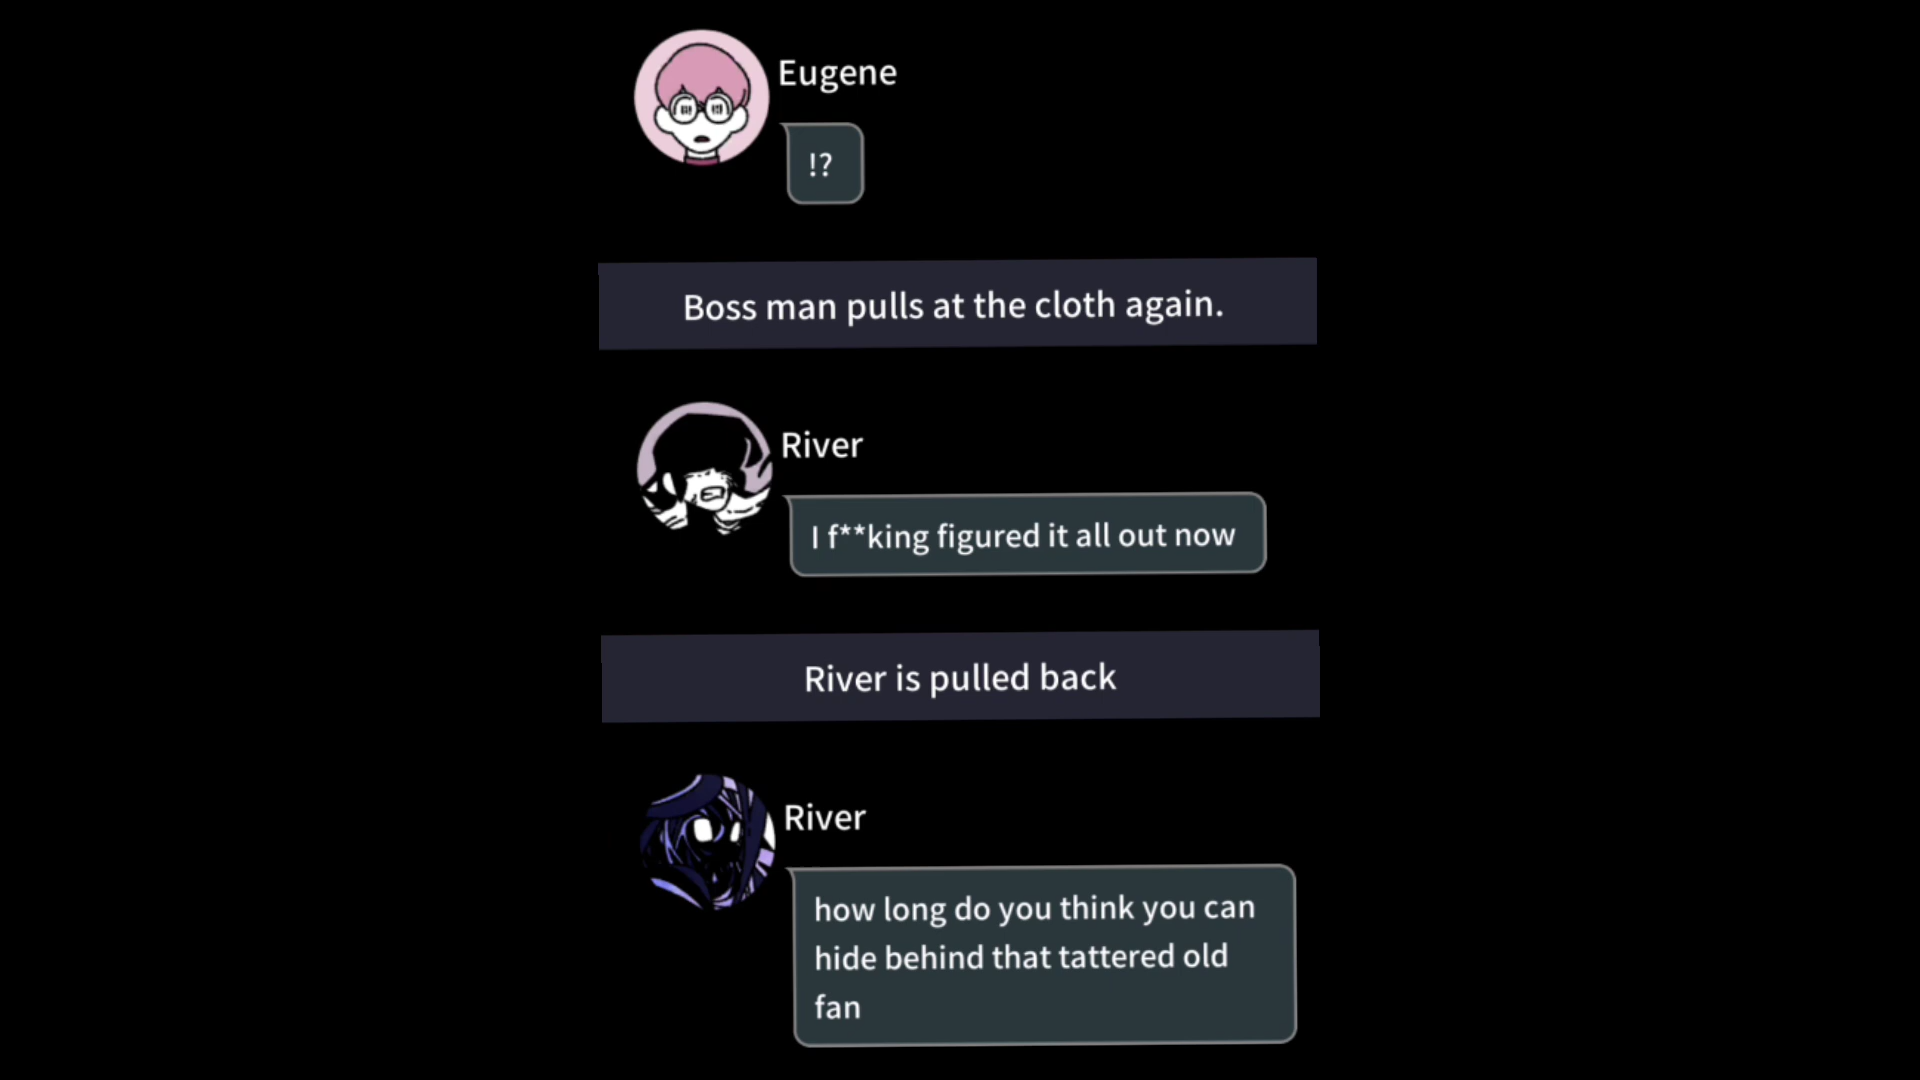 Eugene
!?
Boss man pulls at the cloth again.
River
I f**king figured it all out now
River is pulled back
River
how long do you think you can
hide behind that tattered old
fan